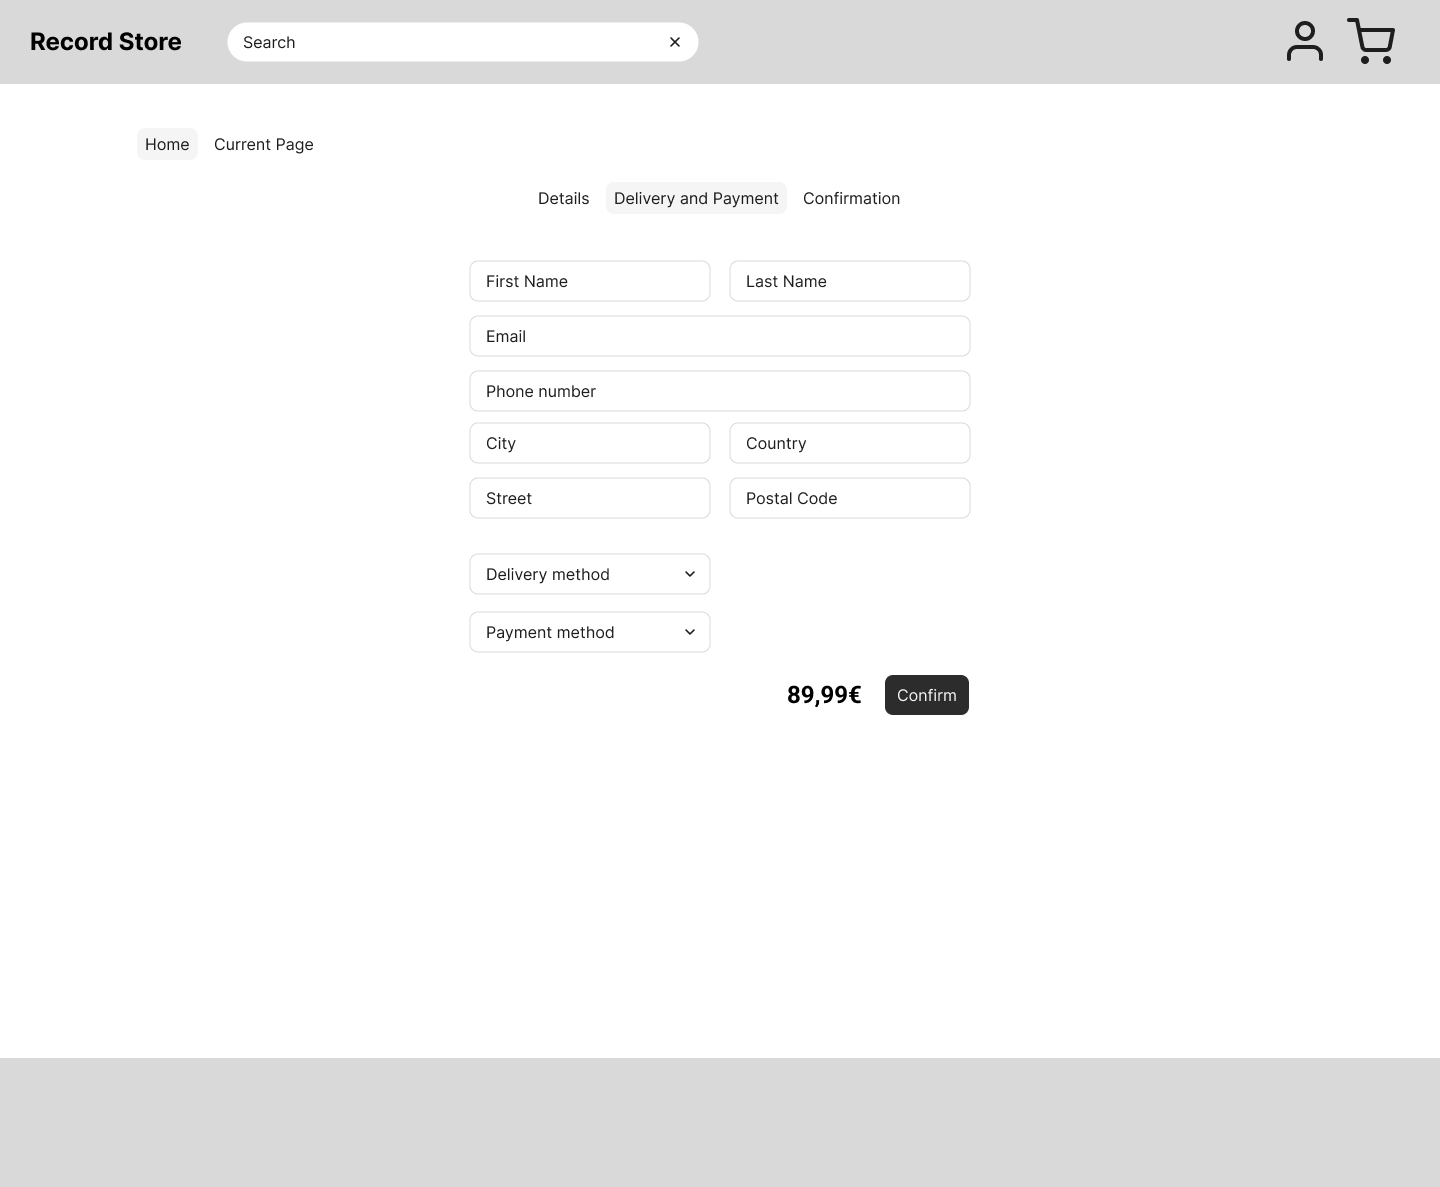 Record Store
Search
Home Current Page
Details Delivery and Payment Confirmation
First Name Last Name
Email
Phone number
City Country
Street Postal Code
Delivery method
Payment method
89,99€ Confirm